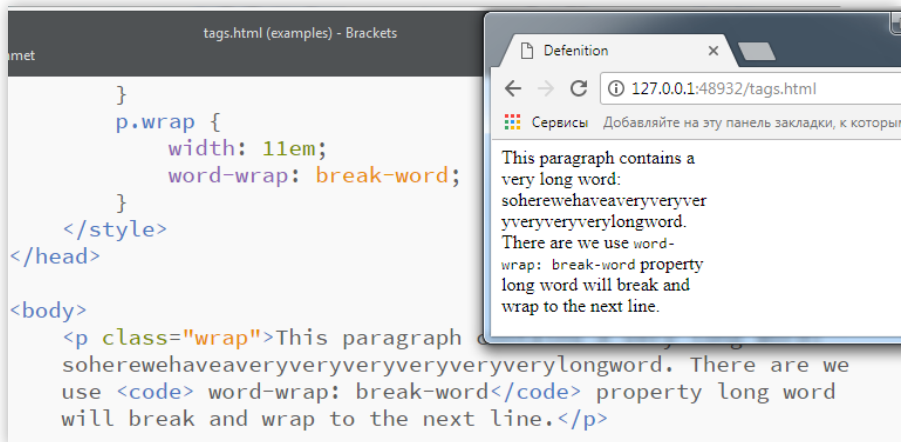 tags.html (examples) - Brackets
mmet
}
p.wrap {
width: 11em;
word-wrap: break-word;
}
</style>
</head>
<body>
<p class="wrap">This paragraph
soherewehaveaveryveryveryveryveryverylongword. There are we
use <code> word-wrap: break-word</code> property long word
will break and wrap to the next line.</p>
Defenition
127.0.0.1:48932/tags.html
Сервисы Добавляйте на эту панель закладки, к которым
This paragraph contains a
very long word:
soherewehaveaveryveryver
yveryveryverylongword.
There are we use word-
wrap: break-word property
long word will break and
wrap to the next line.